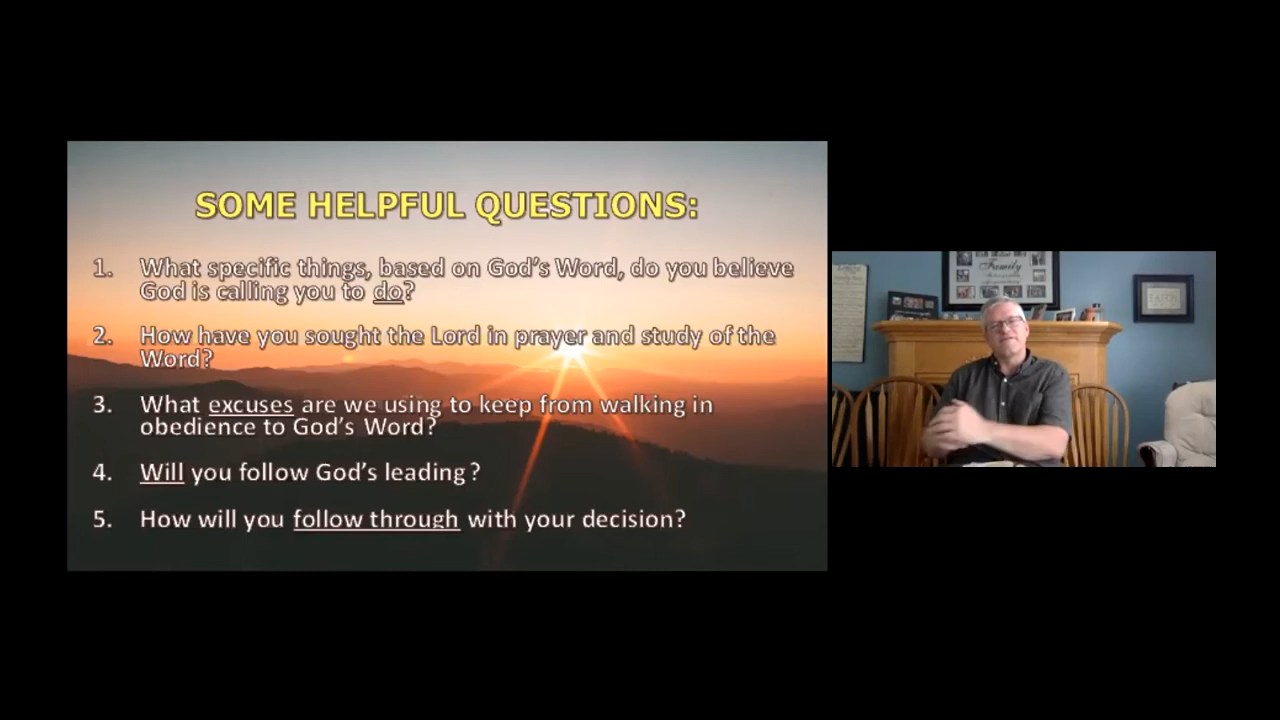 SOME HELPFUL QUESTIONS:
1. What specific things, based on God's Word, do you believe
God is calling you to do?
2. How have you sought the Lord in prayer and study of the
Word?
3. What excuses are we using to keep from walking in
obedience to God's Word?
4. Will you follow God's leading?
5. How will you follow through with your decision?
Family